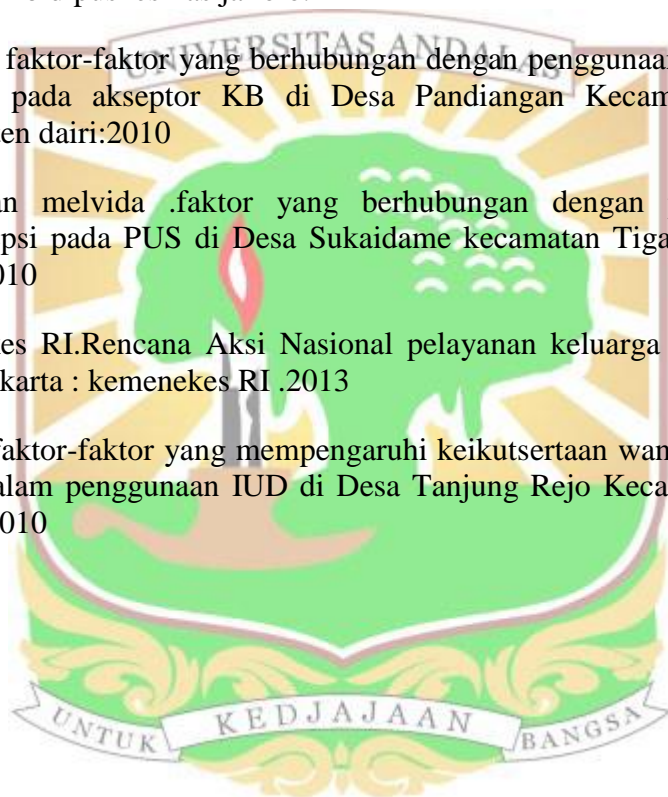 UNIVERSITAS ANDALAS
faktor-faktor yang berhubungan dengan penggunaan
pada akseptor KB di Desa Pandiangan Kecam
en dairi:2010
an melvida .faktor yang berhubungan dengan
psi pada PUS di Desa Sukaidame kecamatan Tiga
010
es RI.Rencana Aksi Nasional pelayanan keluarga
karta : kemenekes RI .2013
faktor-faktor yang mempengaruhi keikutsertaan wan
alam penggunaan IUD di Desa Tanjung Rejo Keca
010
UNTUK KEDJAJAAN BANGSA